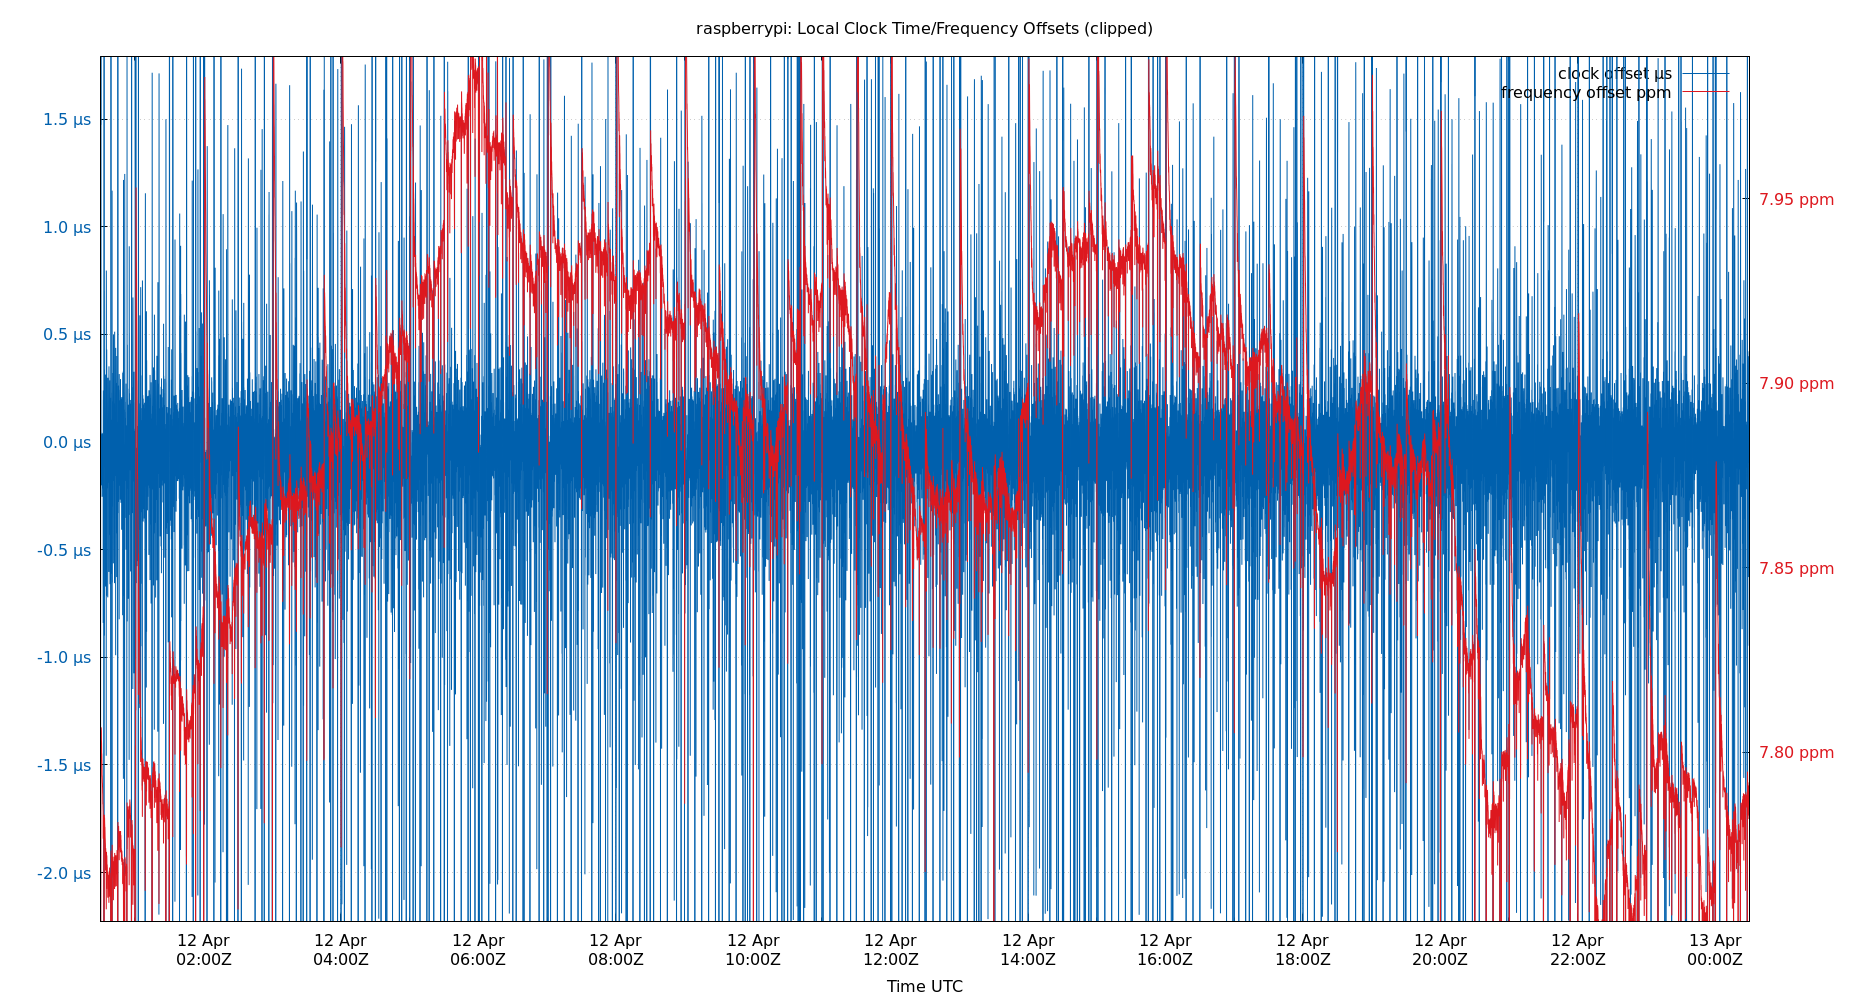 raspberrypi: Local Clock Time/Frequency Offsets (clipped)
clock offset µs
frequency offset ppm
1.5 µs
1.0 µs
0.5 µs
0.0 µs
-0.5 µs
-1.0 µs
-1.5 µs
-2.0 µs
7.95 ppm
7.90 ppm
7.85 ppm
7.80 ppm
12 Apr
02:00Z
12 Apr
04:00Z
12 Apr
06:00Z
12 Apr
08:00Z
12 Apr
10:00Z
12 Apr
12:00Z
12 Apr
14:00Z
12 Apr
16:00Z
12 Apr
18:00Z
12 Apr
20:00Z
12 Apr
22:00Z
13 Apr
00:00Z
Time UTC